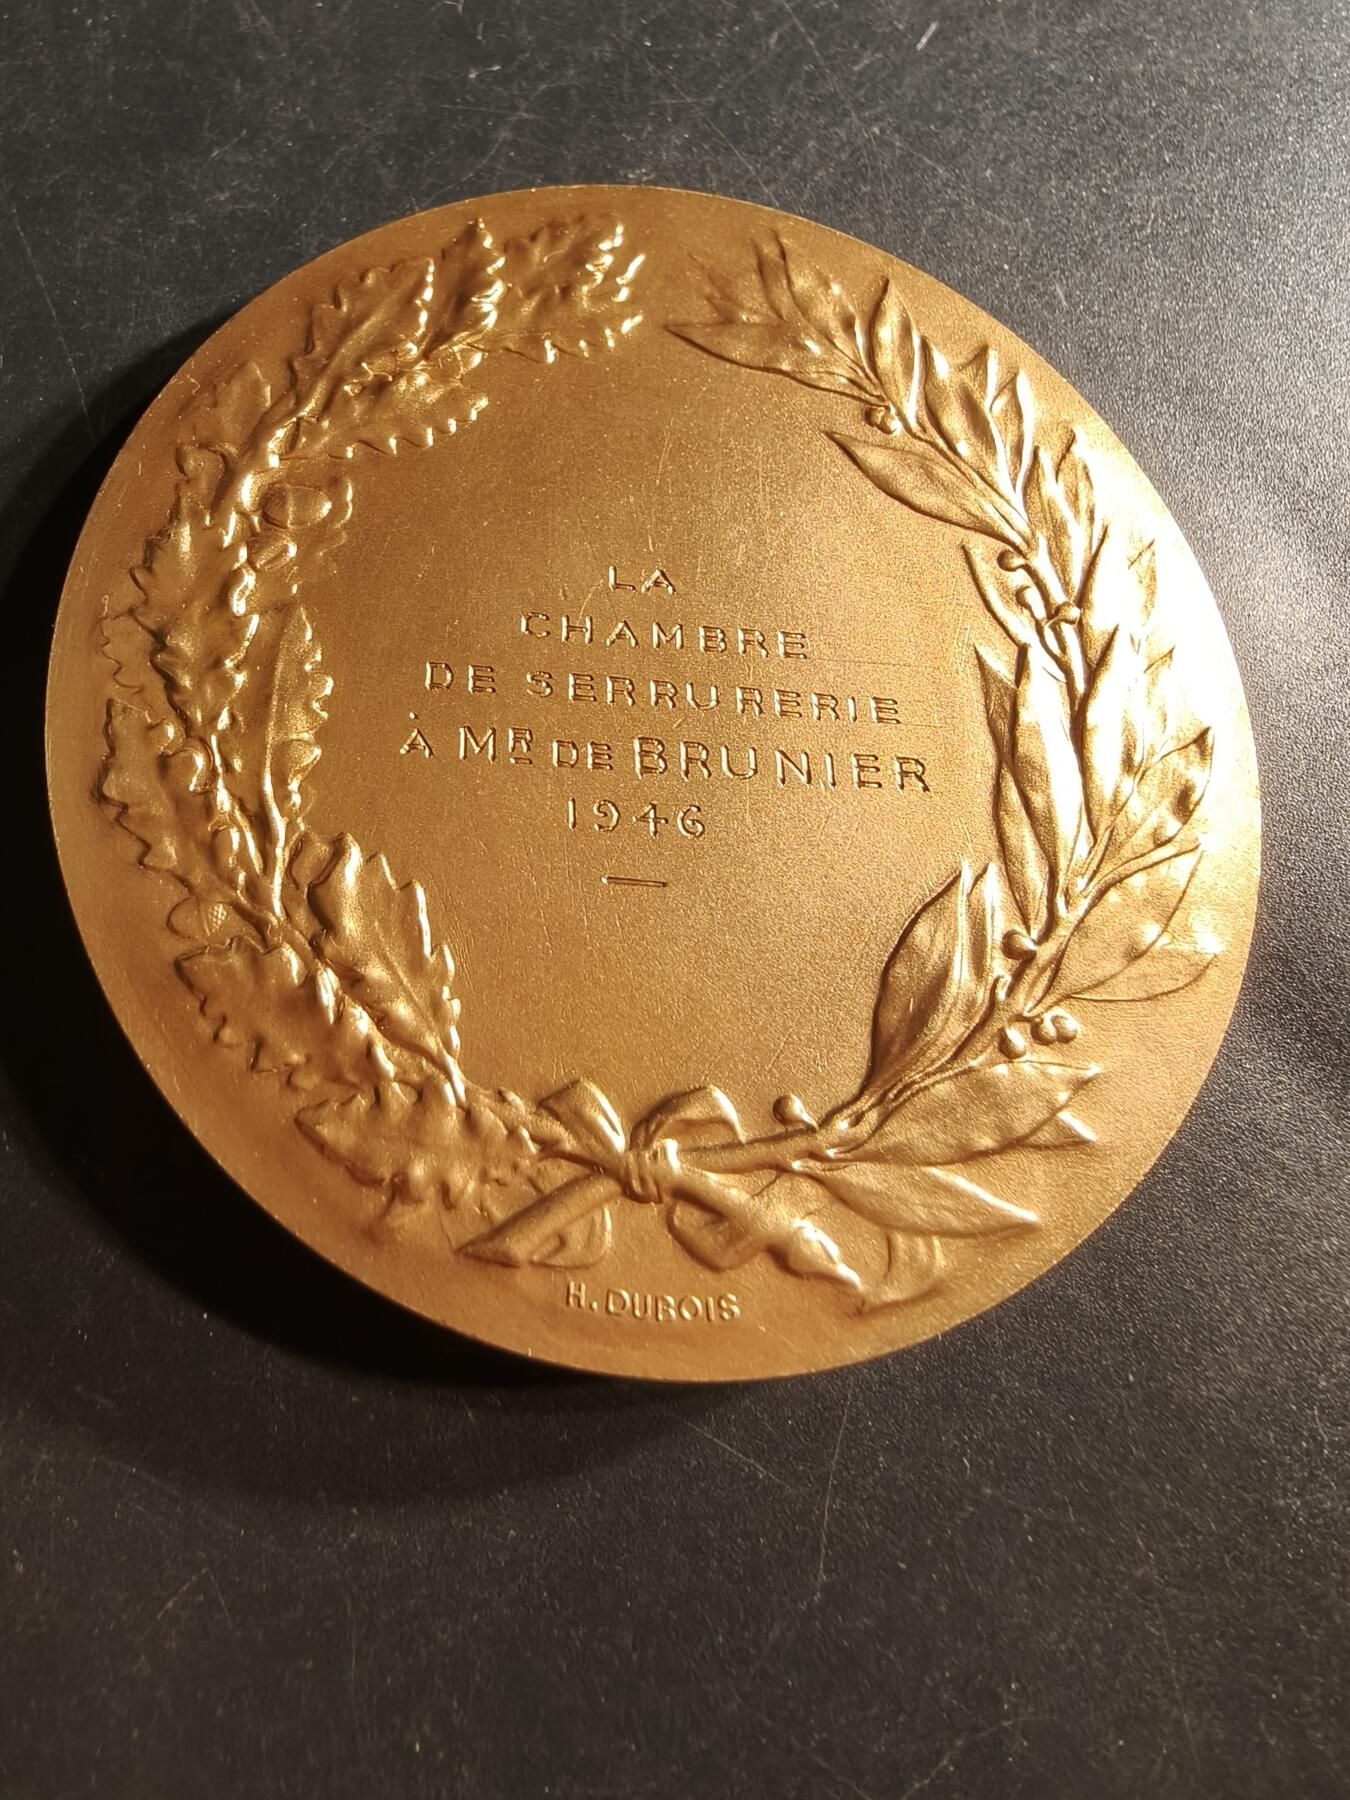 LA
CHAMBRE
DE SERRURERIE
À MR DE BRUNIER
1946
H. DUBOIS